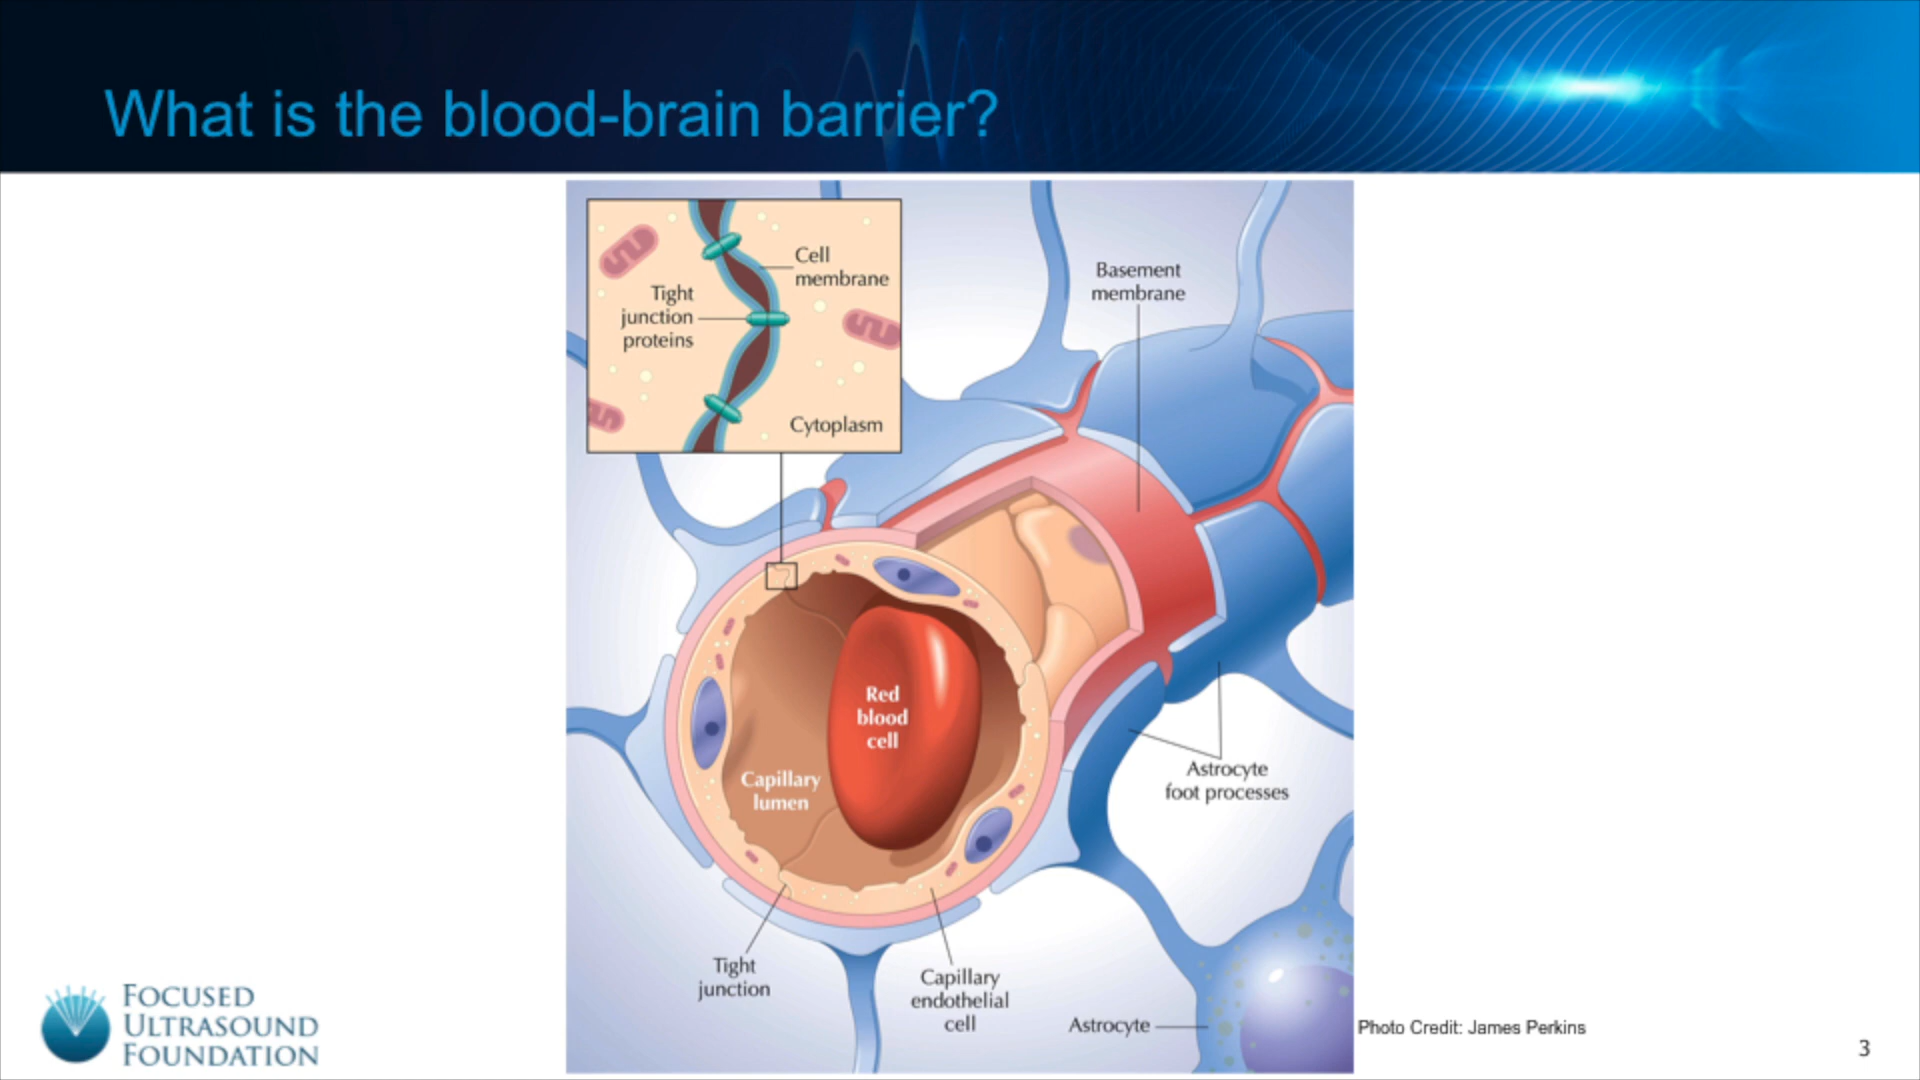 What is the blood-brain barrier?
Cell
membrane
Tight
junction
proteins
Cytoplasm
Basement
membrane
Red
blood
cell
Capillary
lumen
Astrocyte
foot processes
Tight
junction
Capillary
endothelial
cell
Astrocyte
Photo Credit: James Perkins
FOCUSED
ULTRASOUND
FOUNDATION
3